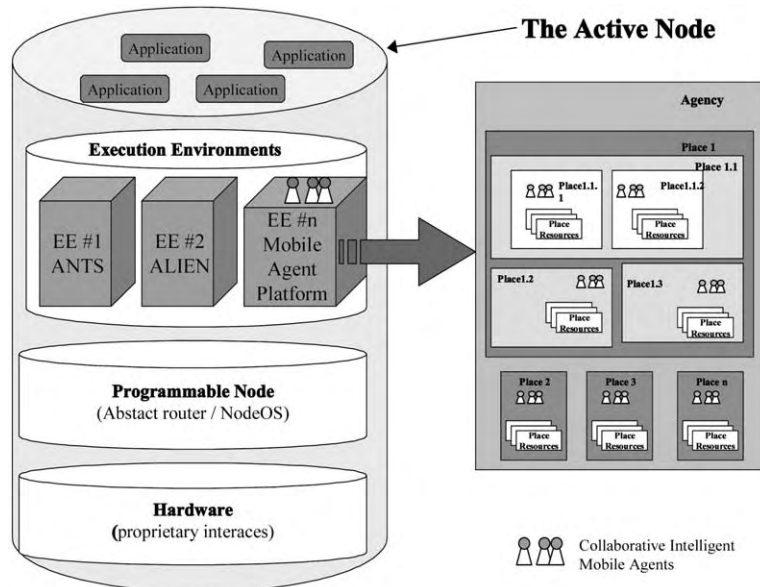 The Active Node
Application
Application
Application
Application
Execution Environments
EE #1
ANTS
EE #2
ALIEN
EE #n
Mobile
Agent
Platform
Programmable Node
(Abstact router / NodeOS)
Hardware
(proprietary interaces)
Agency
Place 1
Place 1.1
Place1.1.
1
Place
Resources
Place1.1.2
Place
Resources
Place1.2
Place
Resources
Place1.3
Place
Resources
Place 2
Place
Resources
Place 3
Place
Resources
Place n
Place
Resources
Collaborative Intelligent
Mobile Agents